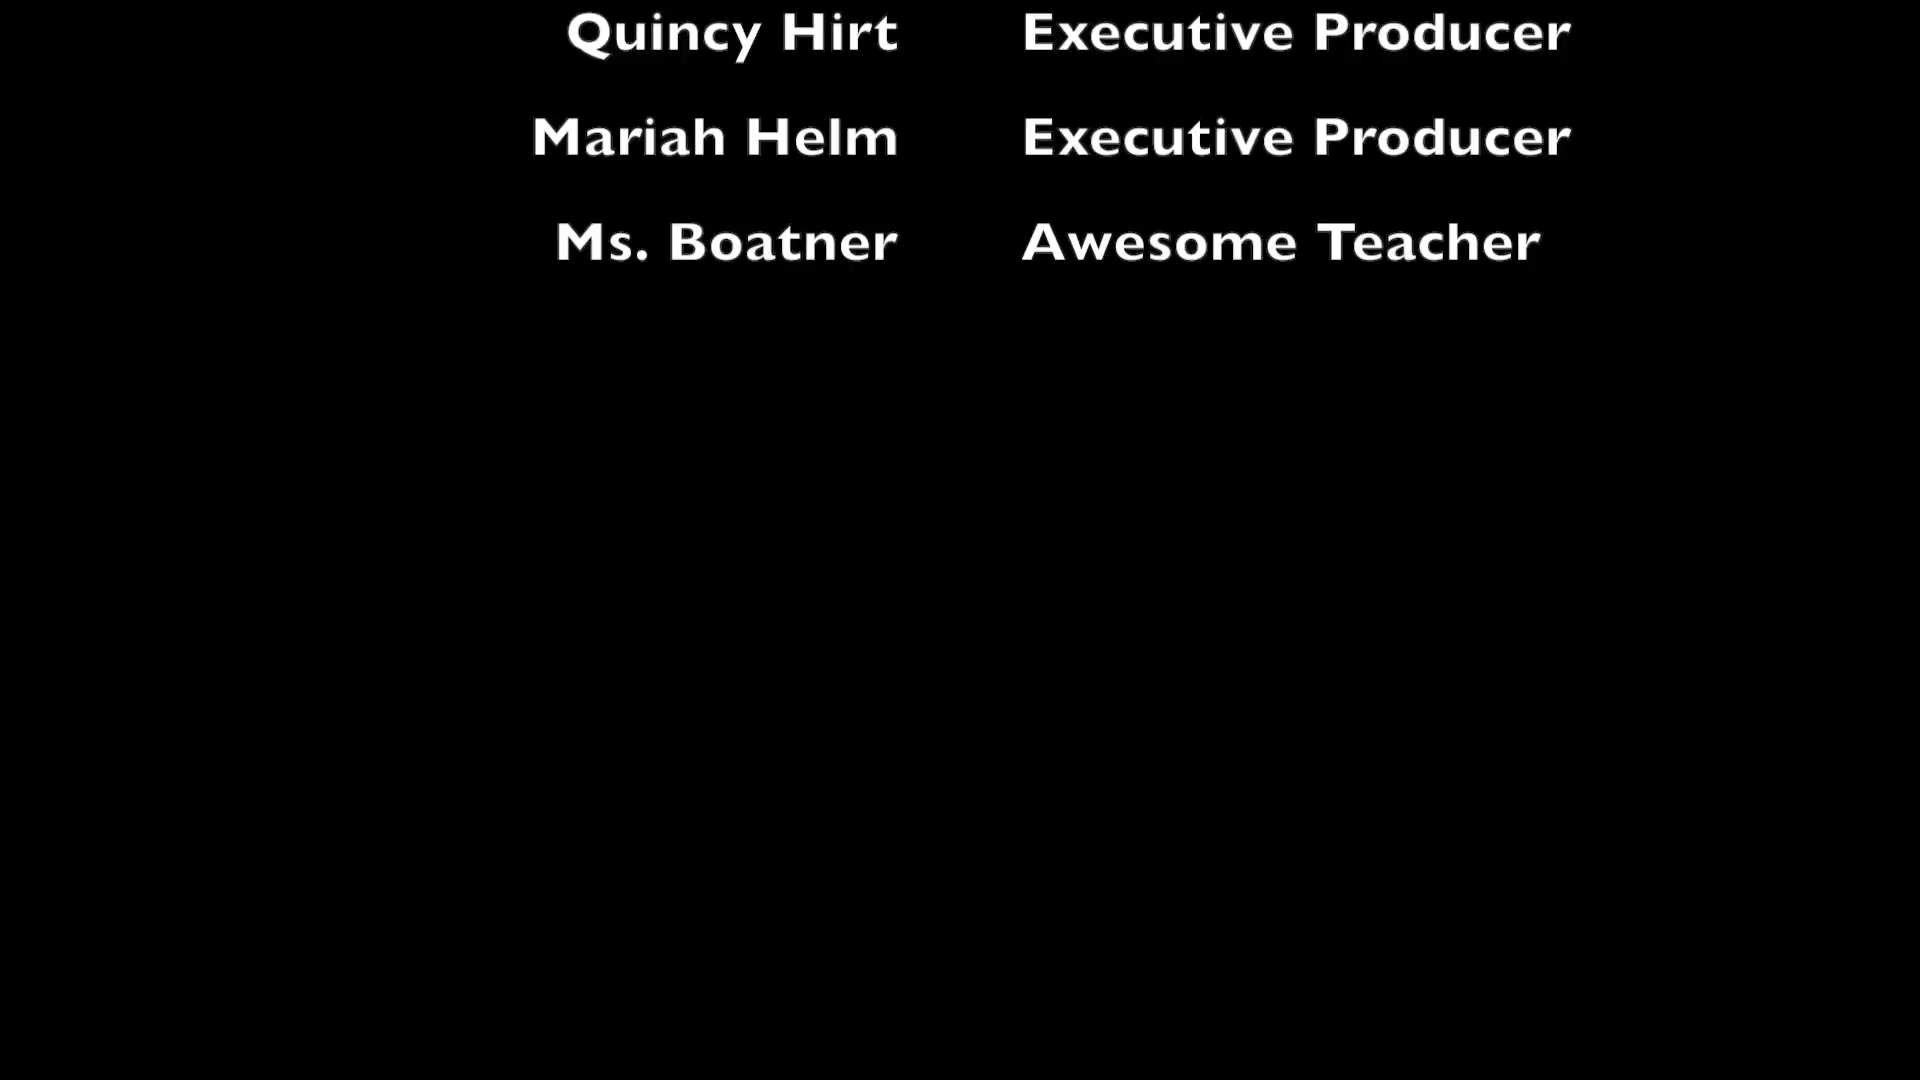 Quincy Hirt Executive Producer
Mariah Helm Executive Producer
Ms. Boatner Awesome Teacher